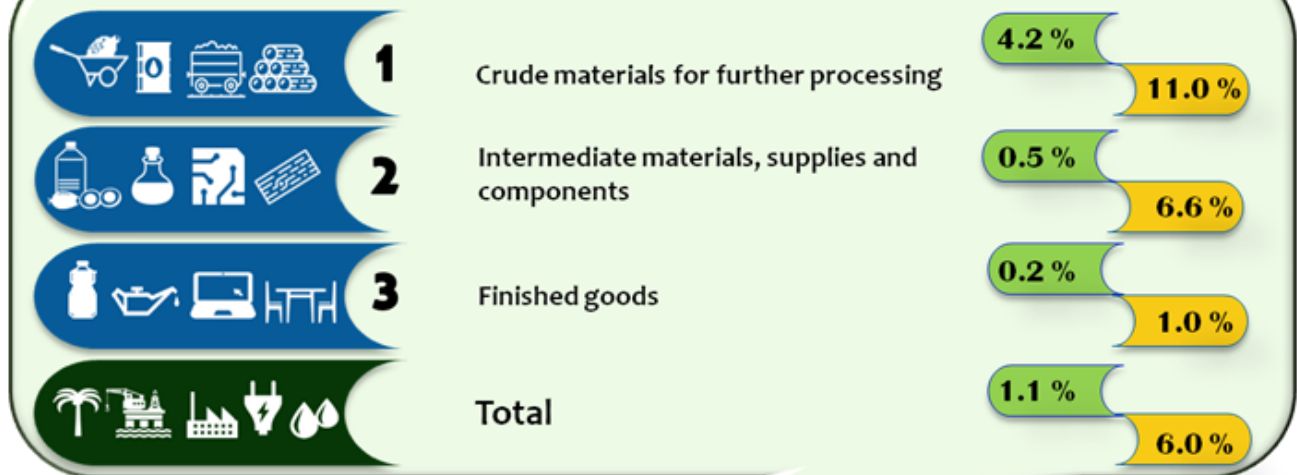 1
Crude materials for further processing
4.2 %
11.0 %
2
Intermediate materials, supplies and
components
0.5 %
6.6 %
3
Finished goods
0.2 %
1.0 %
Total
1.1 %
6.0 %